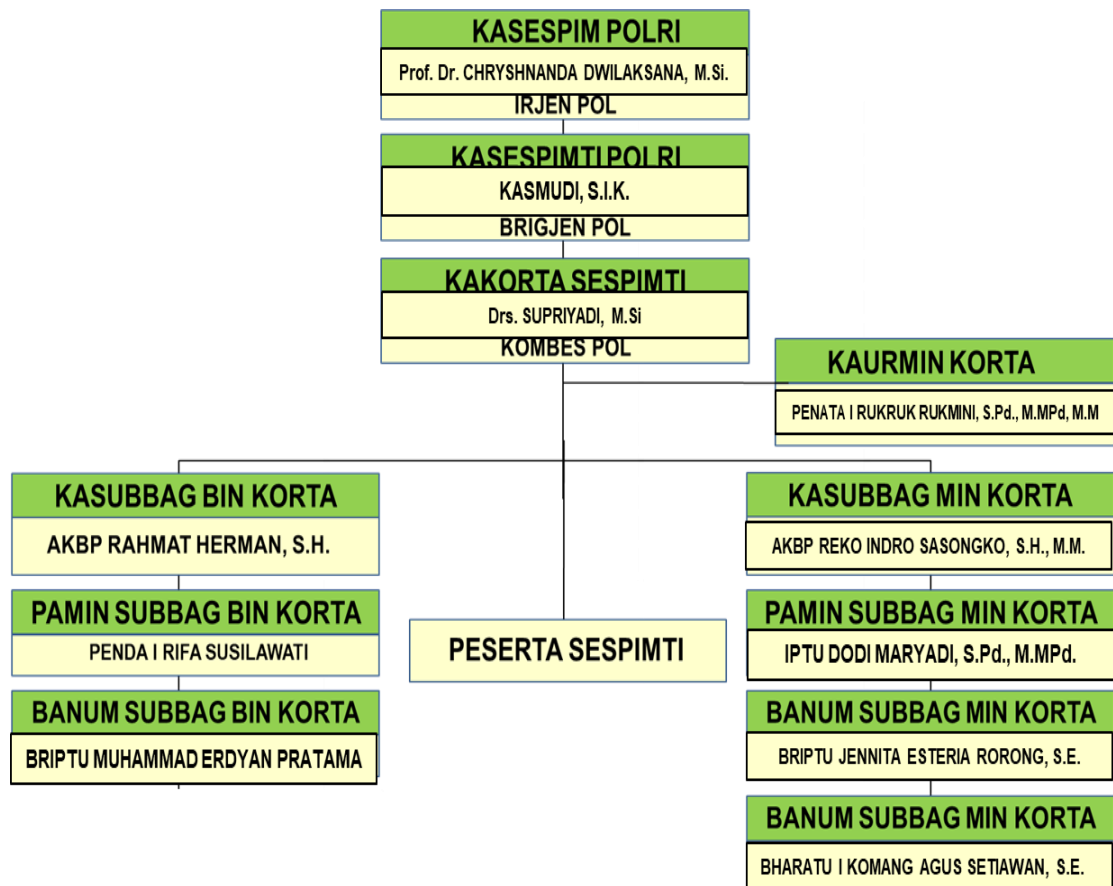 KASESPIM POLRI
Prof. Dr. CHRYSHNANDA DWILAKSANA, M.Si.
IRJEN POL
KASESPIMTI POLRI
KASMUDI, S.I.K.
BRIGJEN POL
KAKORTA SESPIMTI
Drs. SUPRIYADI, M.Si
KOMBES POL
KAURMIN KORTA
PENATA I RUKRUK RUKMINI, S.Pd., M.MPd, M.M
KASUBBAG BIN KORTA
AKBP RAHMAT HERMAN, S.H.
PAMIN SUBBAG BIN KORTA
PENDA I RIFA SUSILAWATI
BANUM SUBBAG BIN KORTA
BRIPTU MUHAMMAD ERDYAN PRATAMA
PESERTA SESPIMTI
KASUBBAG MIN KORTA
AKBP REKO INDRO SASONGKO, S.H., M.M.
PAMIN SUBBAG MIN KORTA
IPTU DODI MARYADI, S.Pd., M.MPd.
BANUM SUBBAG MIN KORTA
BRIPTU JENNITA ESTERIA RORONG, S.E.
BANUM SUBBAG MIN KORTA
BHARATU I KOMANG AGUS SETIAWAN, S.E.